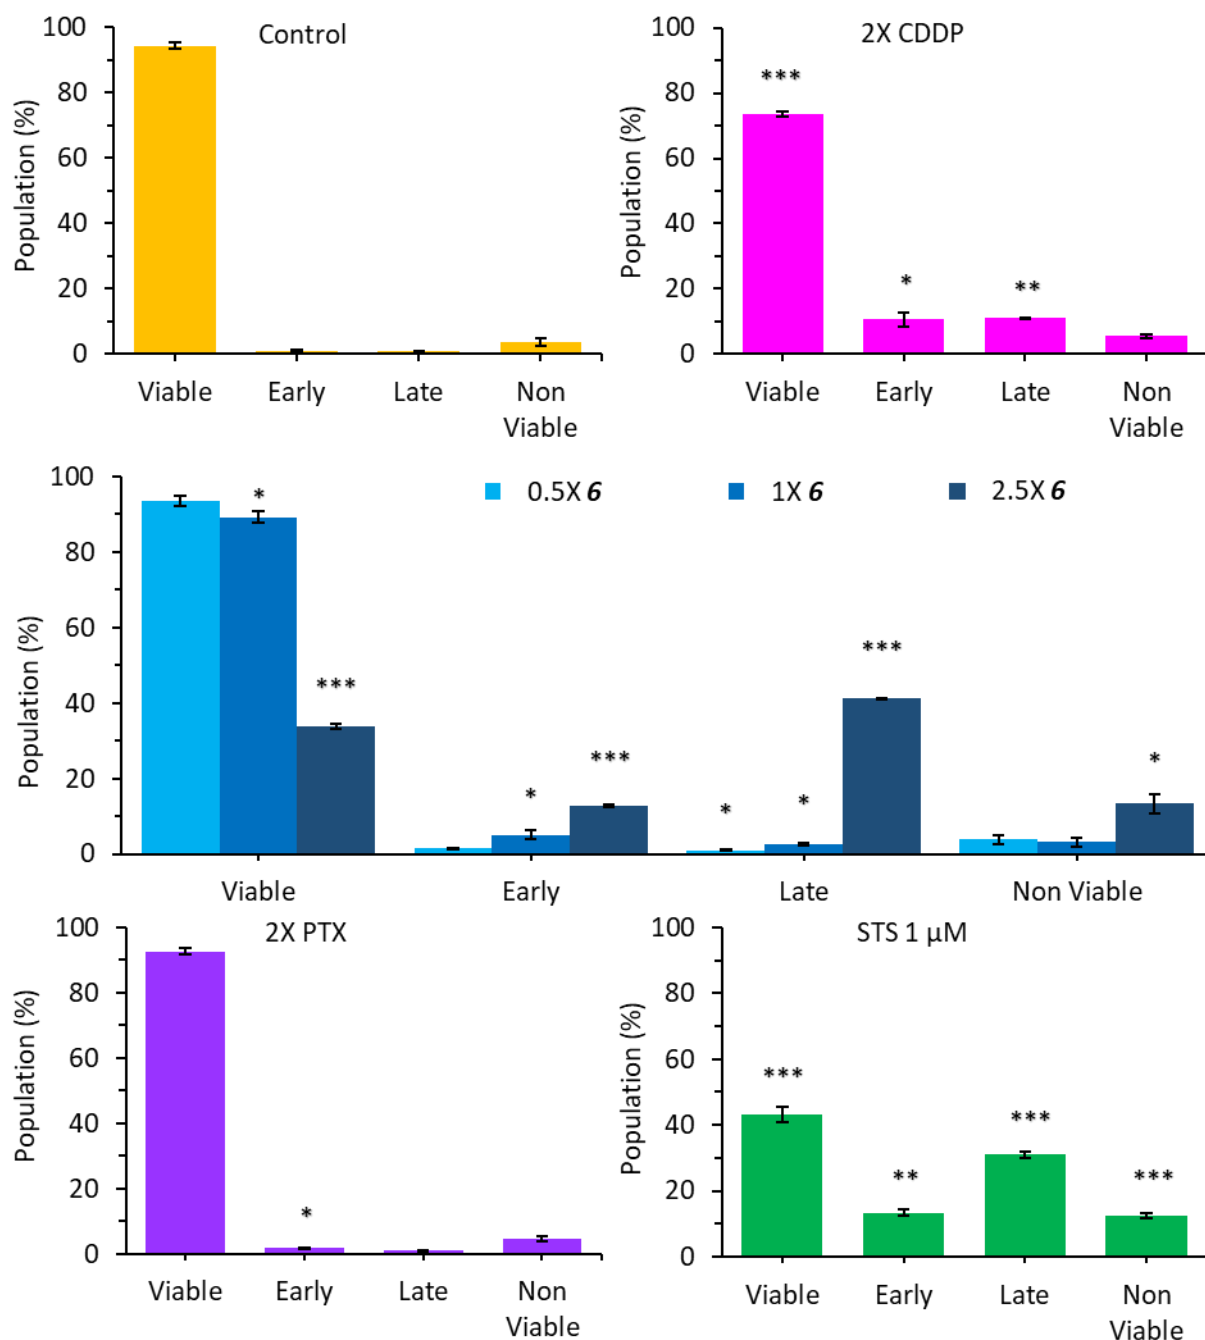 Control
Population (%)
100
80
60
40
20
0
Viable Early Late Non
Viable
2X CDDP
Population (%)
100
80
60
40
20
0
***
*
**
Viable Early Late Non
Viable
0.5X 6 1X 6 2.5X 6
Population (%)
100
80
60
40
20
0
*
***
*
***
*
*
***
*
Viable Early Late Non Viable
2X PTX
Population (%)
100
80
60
40
20
0
*
Viable Early Late Non
Viable
STS 1 µM
Population (%)
100
80
60
40
20
0
***
**
***
***
Viable Early Late Non
Viable